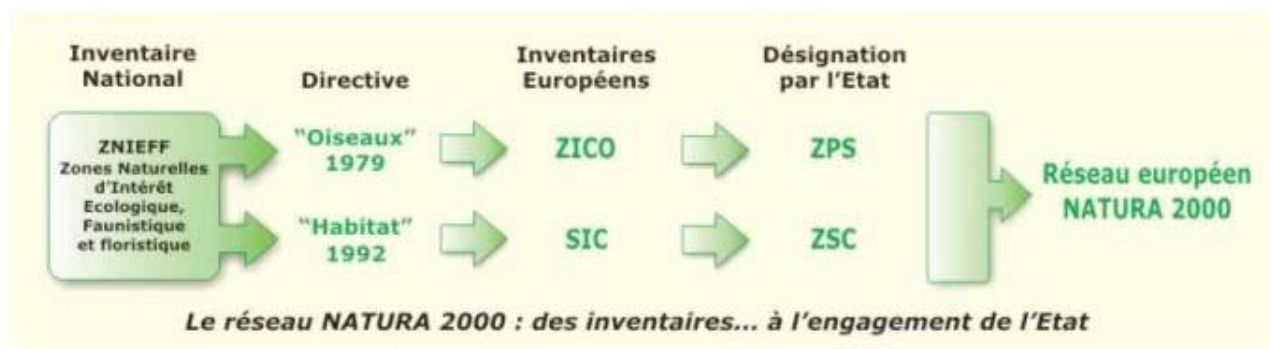 Inventaire
National
Directive
Inventaires
Européens
Désignation
par l'Etat
ZNIEFF
Zones Naturelles
d'Intérêt
Ecologique,
Faunistique
et floristique
"Oiseaux"
1979
ZICO
ZPS
"Habitat"
1992
SIC
ZSC
Réseau européen
NATURA 2000
Le réseau NATURA 2000 : des inventaires... à l'engagement de l'Etat